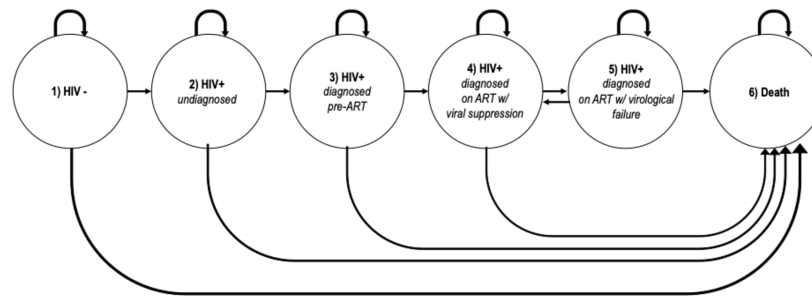 1) HIV -
2) HIV+
undiagnosed
3) HIV+
diagnosed
pre-ART
4) HIV+
diagnosed
on ART w/
viral suppression
5) HIV+
diagnosed
on ART w/ virological
failure
6) Death